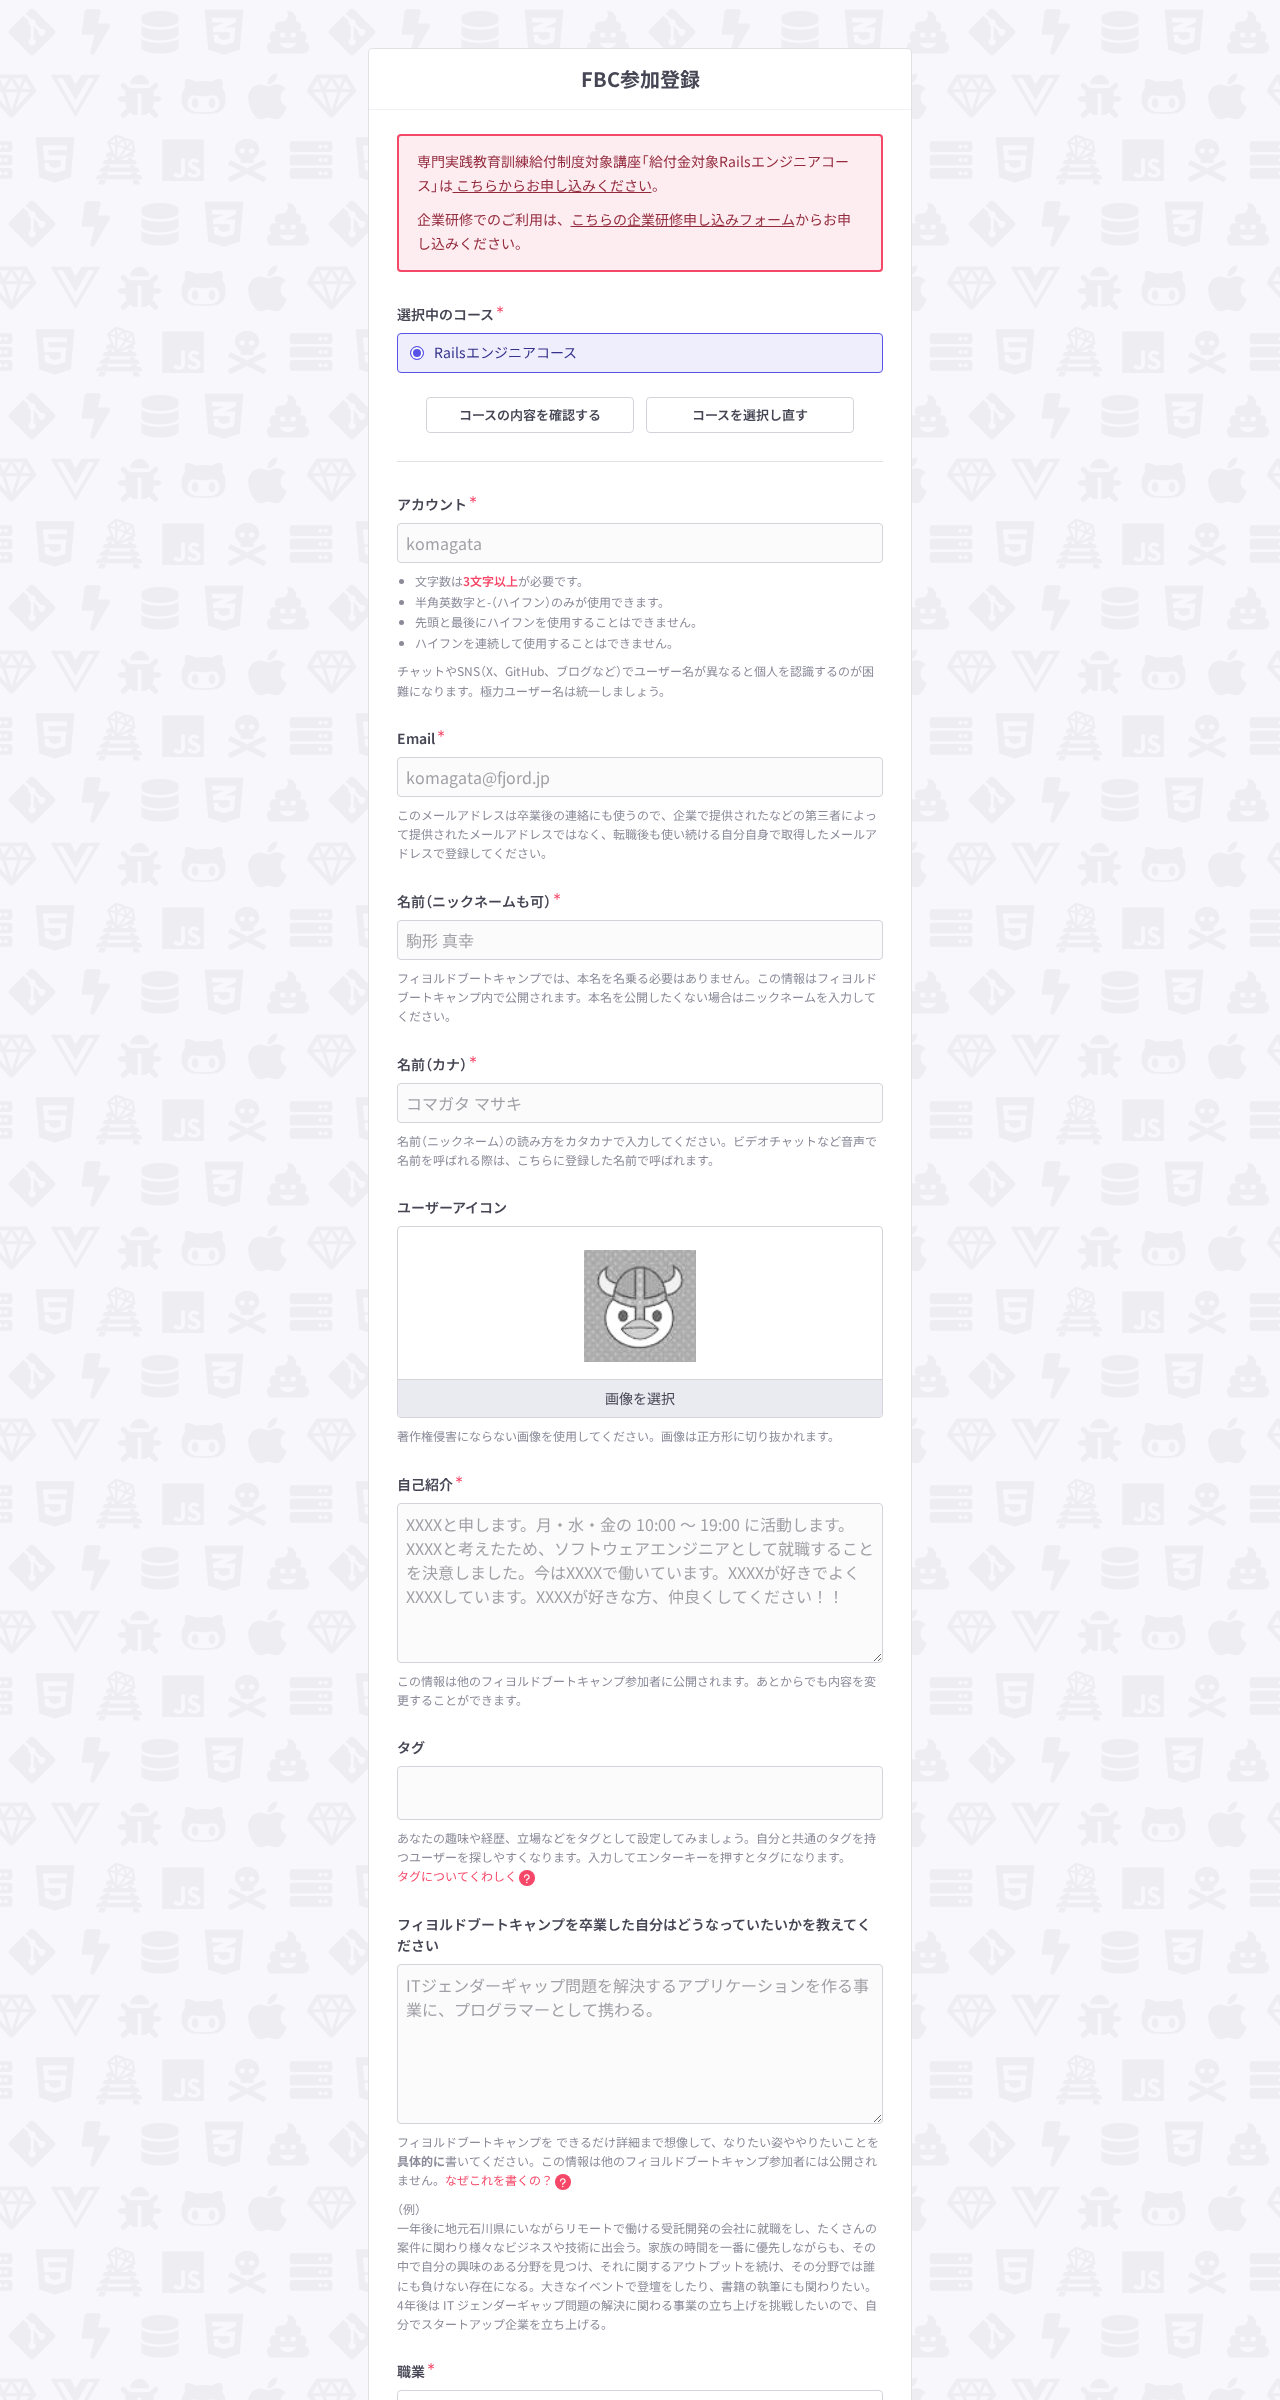 FBC参加登録
専門実践教育訓練給付制度対象講座「給付金対象Railsエンジニアコー
ス」は こちらからお申し込みください。
企業研修でのご利用は、こちらの企業研修申し込みフォームからお申
し込みください。
選択中のコース*
Railsエンジニアコース
コースの内容を確認する
コースを選択し直す
アカウント*
komagata
• 文字数は3文字以上が必要です。
• 半角英数字と-(ハイフン)のみが使用できます。
• 先頭と最後にハイフンを使用することはできません。
• ハイフンを連続して使用することはできません。
チャットやSNS(X、GitHub、ブログなど)でユーザー名が異なると個人を認識するのが困
難になります。極力ユーザー名は統一しましょう。
Email*
komagata@fjord.jp
このメールアドレスは卒業後の連絡にも使うので、企業で提供されたなどの第三者によっ
て提供されたメールアドレスではなく、転職後も使い続ける自分自身で取得したメールア
ドレスで登録してください。
名前(ニックネームも可)*
駒形 真幸
フィヨルドブートキャンプでは、本名を名乗る必要はありません。この情報はフィヨルド
ブートキャンプ内で公開されます。本名を公開したくない場合はニックネームを入力して
ください。
名前(カナ)*
コマガタ マサキ
名前(ニックネーム)の読み方をカタカナで入力してください。ビデオチャットなど音声で
名前を呼ばれる際は、こちらに登録した名前で呼ばれます。
ユーザーアイコン
画像を選択
著作権侵害にならない画像を使用してください。画像は正方形に切り抜かれます。
自己紹介*
XXXXと申します。月・水・金の 10:00 〜 19:00 に活動します。
XXXXと考えたため、ソフトウェアエンジニアとして就職すること
を決意しました。今はXXXXで働いています。XXXXが好きでよく
XXXXしています。XXXXが好きな方、仲良くしてください！！
この情報は他のフィヨルドブートキャンプ参加者に公開されます。あとからでも内容を変
更することができます。
タグ
あなたの趣味や経歴、立場などをタグとして設定してみましょう。自分と共通のタグを持
つユーザーを探しやすくなります。入力してエンターキーを押すとタグになります。
タグについてくわしく ?
フィヨルドブートキャンプを卒業した自分はどうなっていたいかを教えてく
ださい
ITジェンダーギャップ問題を解決するアプリケーションを作る事
業に、プログラマーとして携わる。
フィヨルドブートキャンプを できるだけ詳細まで想像して、なりたい姿ややりたいことを
具体的に書いてください。この情報は他のフィヨルドブートキャンプ参加者には公開され
ません。なぜこれを書くの？ ?
（例）
一年後に地元石川県にいながらリモートで働ける受託開発の会社に就職をし、たくさんの
案件に関わり様々なビジネスや技術に出会う。家族の時間を一番に優先しながらも、その
中で自分の興味のある分野を見つけ、それに関するアウトプットを続け、その分野では誰
にも負けない存在になる。大きなイベントで登壇をしたり、書籍の執筆にも関わりたい。
4年後は IT ジェンダーギャップ問題の解決に関わる事業の立ち上げを挑戦したいので、自
分でスタートアップ企業を立ち上げる。
職業*